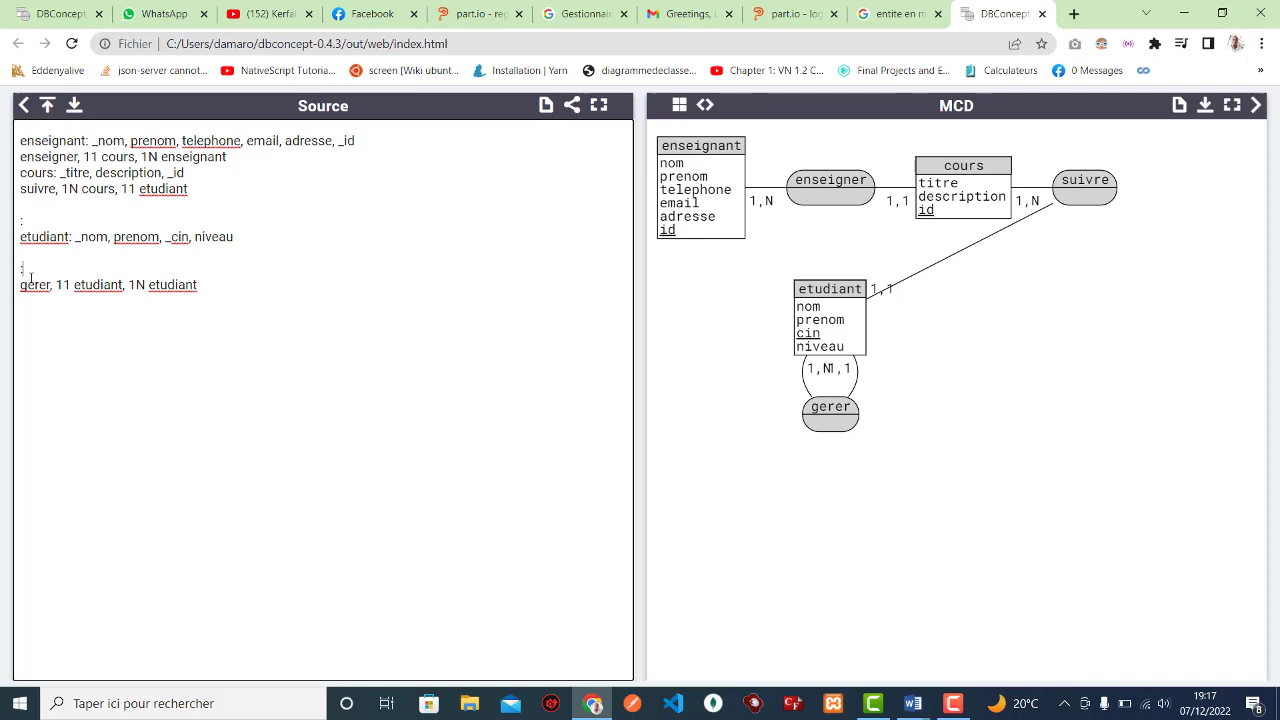 DBConcept
WhatsApp
(152) Kerfal
Facebook
part.io - reg
Gestionnair
Greetings, i
part.io - log
entite en m
DBConcept
Fichier
C:/Users/damaro/dbconcept-0.4.3/out/web/index.html
Eddenyalive
json-server cannot...
NativeScript Tutoria...
screen [Wiki ubunt...
Installation | Yarn
diagrammedeclasse...
Chapter 1: VN 1.2 C...
Final Projects and E...
Calculateurs
0 Messages
»
Source
MCD
enseignant: _nom, prenom, telephone, email, adresse, _id
enseigner, 11 cours, 1N enseignant
cours: _titre, description, _id
suivre, 1N cours, 11 etudiant
:
etudiant: _nom, prenom, _cin, niveau
:
gerer, 11 etudiant, 1N etudiant
enseignant
nom
prenom
telephone
email
adresse
id
1,N
enseigner
1,1
cours
titre
description
id
1,N
suivre
etudiant
1,1
nom
prenom
cin
niveau
1,N
1,1
gerer
Taper ici pour rechercher
20°C
19:17
07/12/2022